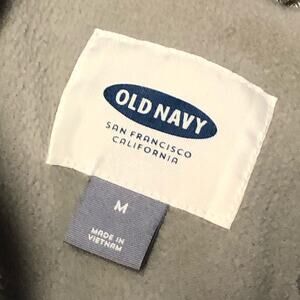 OLD NAVY
SAN FRANCISCO
CALIFORNIA
M
MADE IN
VIETNAM